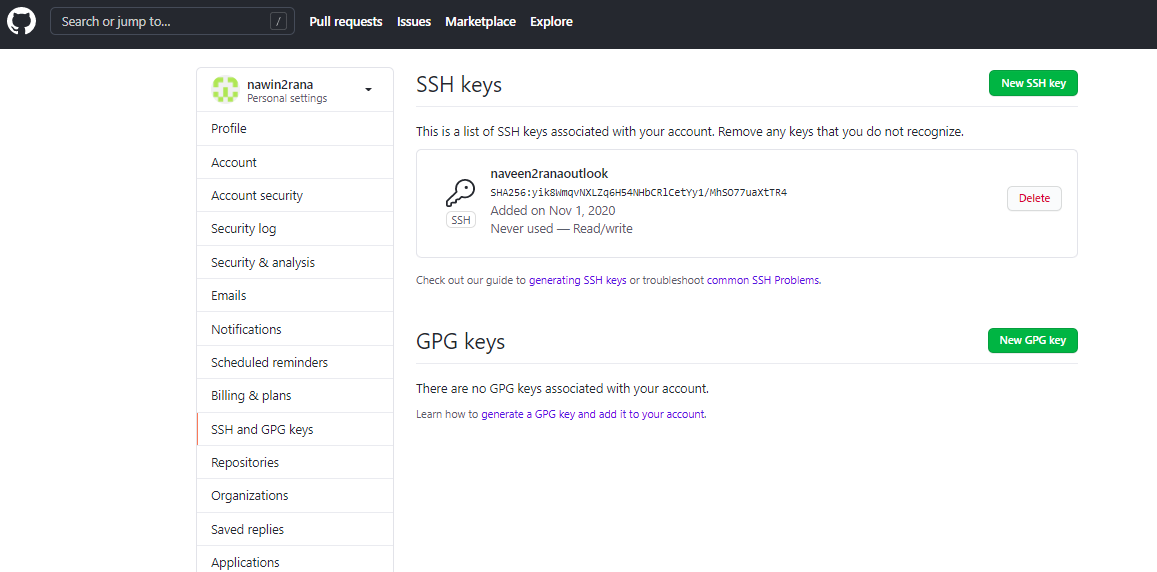 Search or jump to... /
Pull requests
Issues
Marketplace
Explore
nawin2rana
Personal settings
Profile
Account
Account security
Security log
Security & analysis
Emails
Notifications
Scheduled reminders
Billing & plans
SSH and GPG keys
Repositories
Organizations
Saved replies
Applications
SSH keys
New SSH key
This is a list of SSH keys associated with your account. Remove any keys that you do not recognize.
naveen2ranaoutlook
SHA256:yik8WmqvNXLZq6H54NHbCRlCetYy1/MhSO77uaXtTR4
Added on Nov 1, 2020
Never used — Read/write
SSH
Delete
Check out our guide to generating SSH keys or troubleshoot common SSH Problems.
GPG keys
New GPG key
There are no GPG keys associated with your account.
Learn how to generate a GPG key and add it to your account.